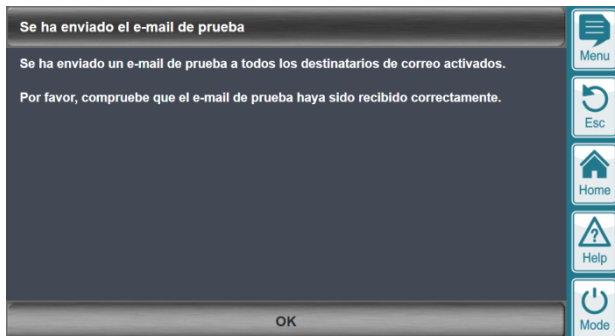 Se ha enviado el e-mail de prueba
Se ha enviado un e-mail de prueba a todos los destinatarios de correo activados.
Por favor, compruebe que el e-mail de prueba haya sido recibido correctamente.
OK
Menu
Esc
Home
?
Help
Mode